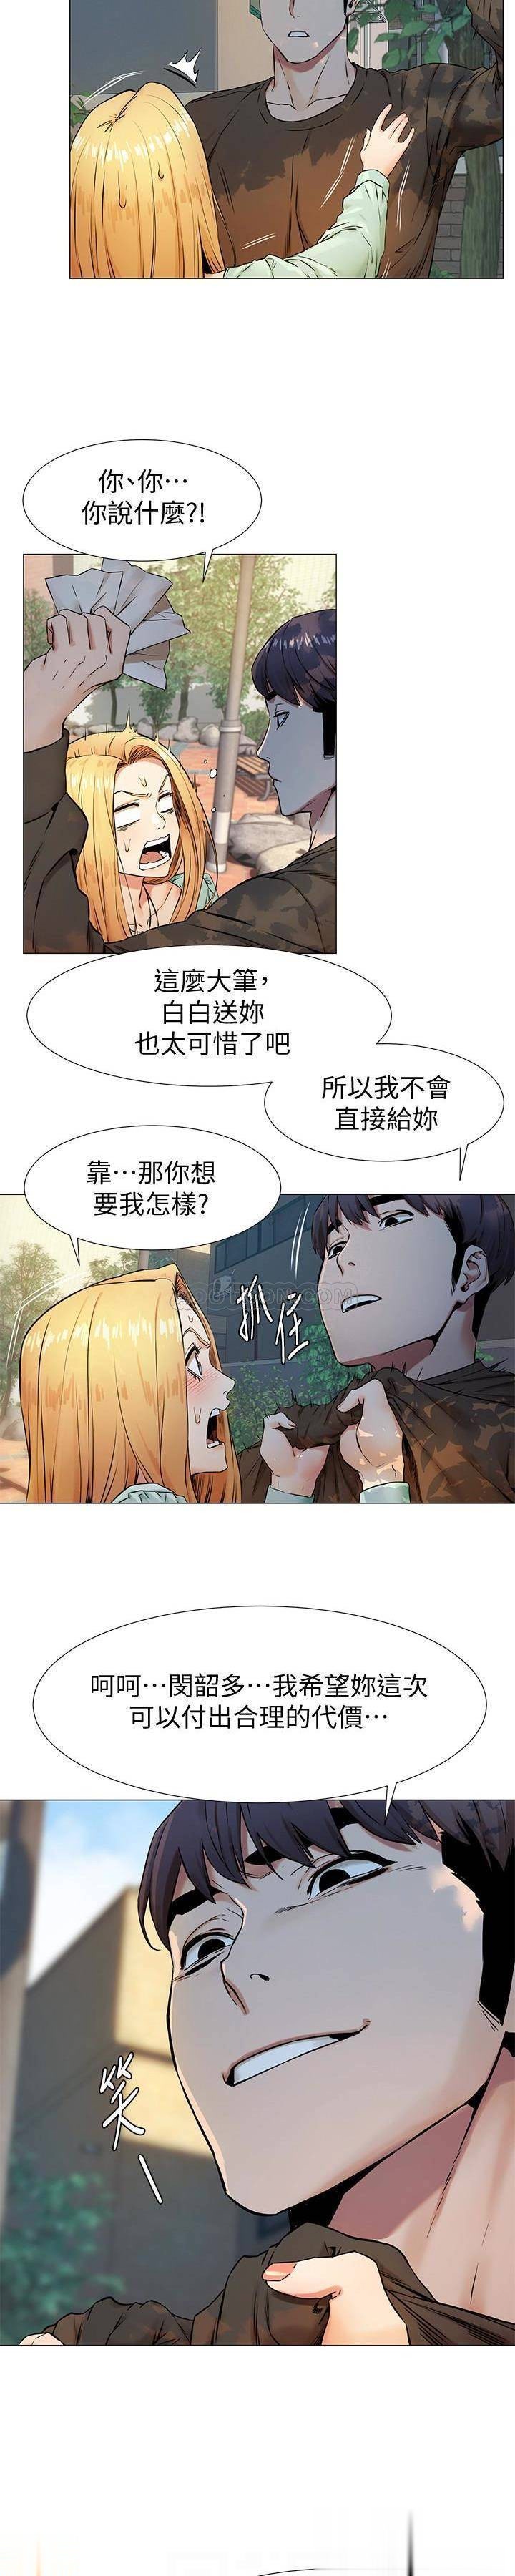 你、你…
你說什麼?!
這麼大筆,
白白送妳
也太可惜了吧
所以我不會
直接給妳
靠…那你想
要我怎樣?
抓住
呵呵…閔韶多…我希望妳這次
可以付出合理的代價…
笑